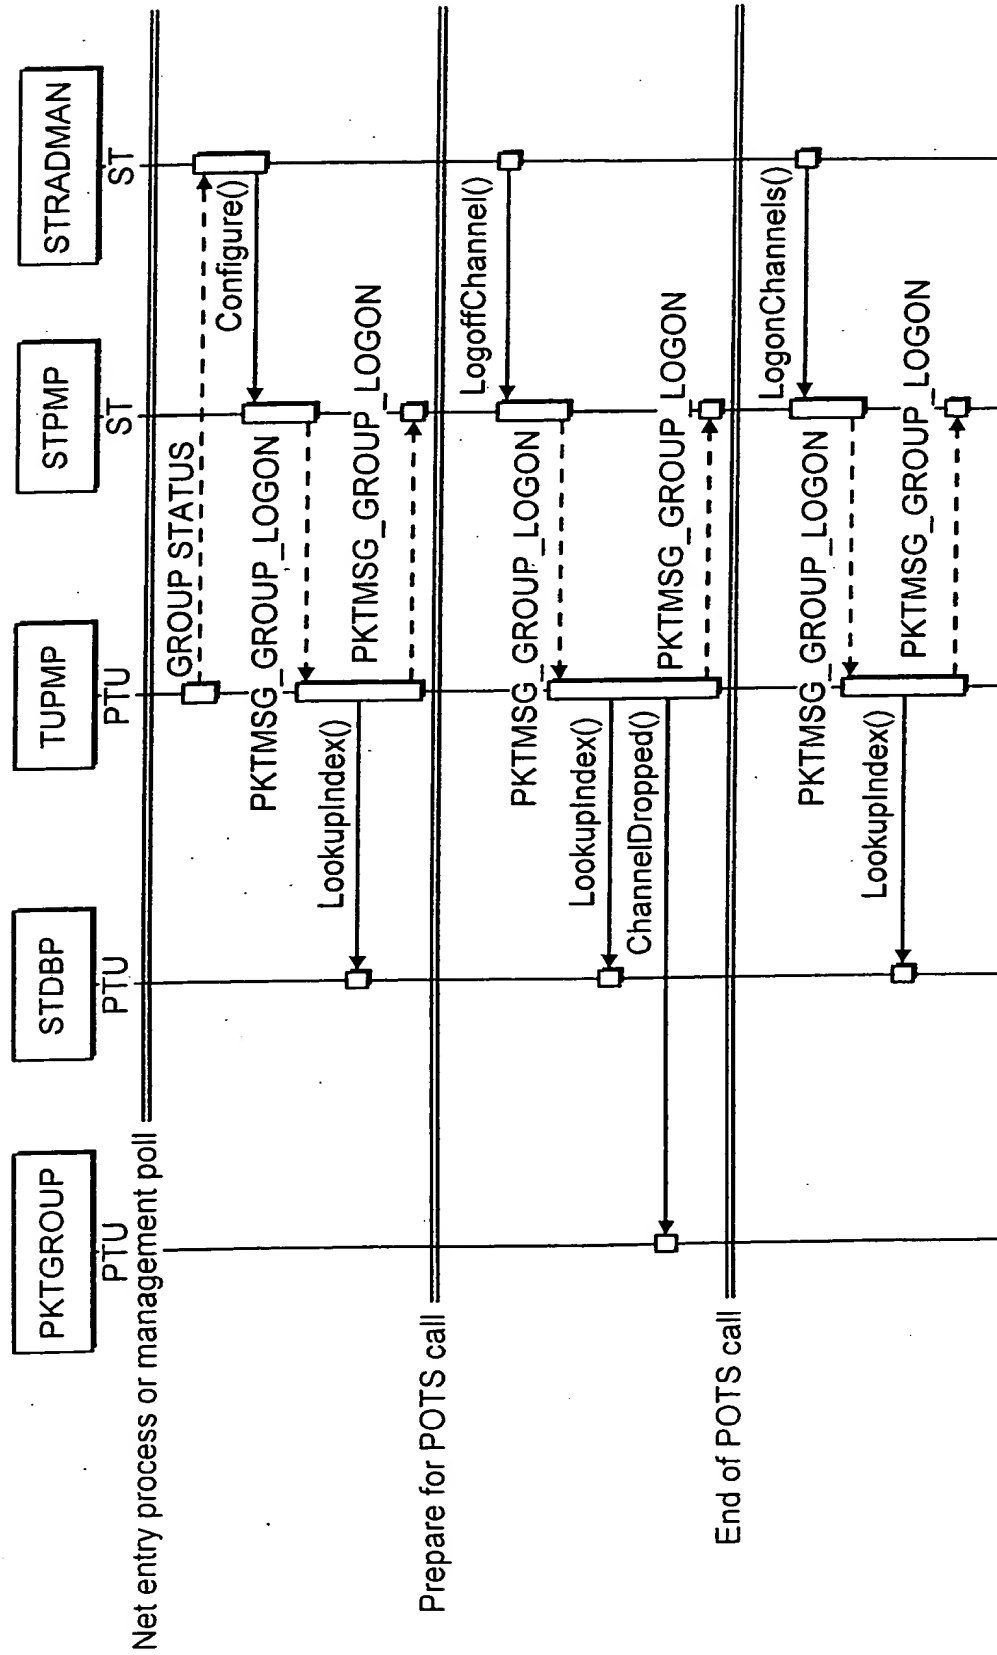 PKTGROUP
PTU
STDBP
PTU
TUPMP
PTU
STPMP
ST
STRADMAN
ST
Net entry process or management poll
GROUP STATUS
Configure()
PKTMSG_GROUP_LOGON
LookupIndex()
PKTMSG_GROUP_LOGON
Prepare for POTS call
LogoffChannel()
PKTMSG_GROUP_LOGON
LookupIndex()
ChannelDropped()
PKTMSG_GROUP_LOGON
End of POTS call
LogonChannels()
PKTMSG_GROUP_LOGON
LookupIndex()
PKTMSG_GROUP_LOGON